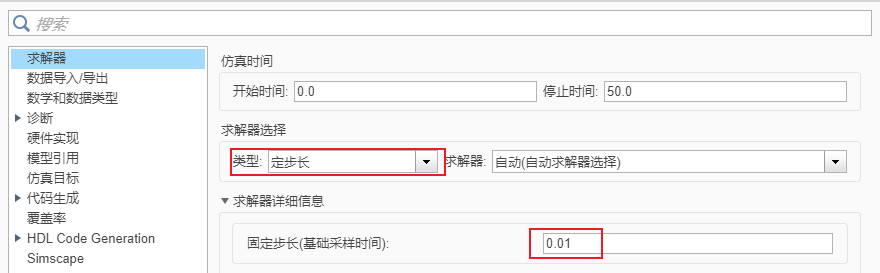 搜索
求解器
数据导入/导出
数学和数据类型
诊断
硬件实现
模型引用
仿真目标
代码生成
覆盖率
HDL Code Generation
Simscape
仿真时间
开始时间: 0.0 停止时间: 50.0
求解器选择
类型: 定步长 求解器: 自动(自动求解器选择)
求解器详细信息
固定步长(基础采样时间): 0.01